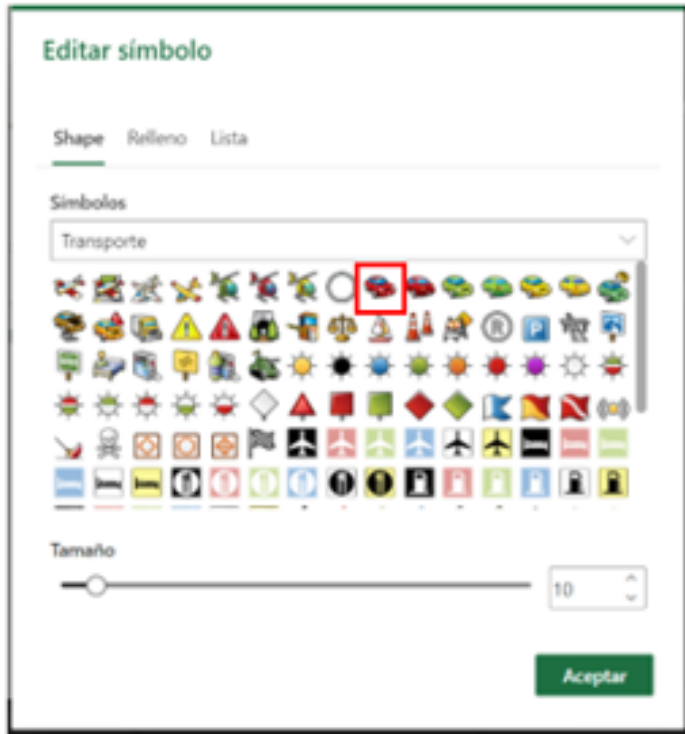 Editar símbolo
Shape Relleno Lista
Símbolos
Transporte
Tamaño
10
Aceptar